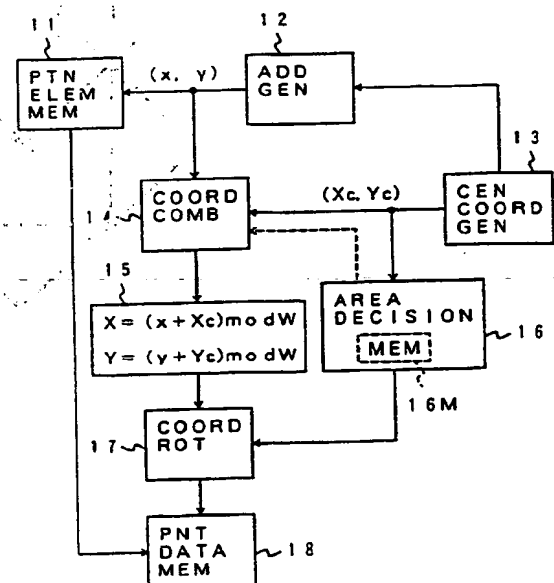 11
PTN
ELEM
MEM
(x, y)
12
ADD
GEN
13
CEN
COORD
GEN
(Xc, Yc)
1
COORD
COMB
15
X = (x + Xc) mod W
Y = (y + Yc) mod W
AREA
DECISION
MEM
16
16M
17
COORD
ROT
PNT
DATA
MEM
18